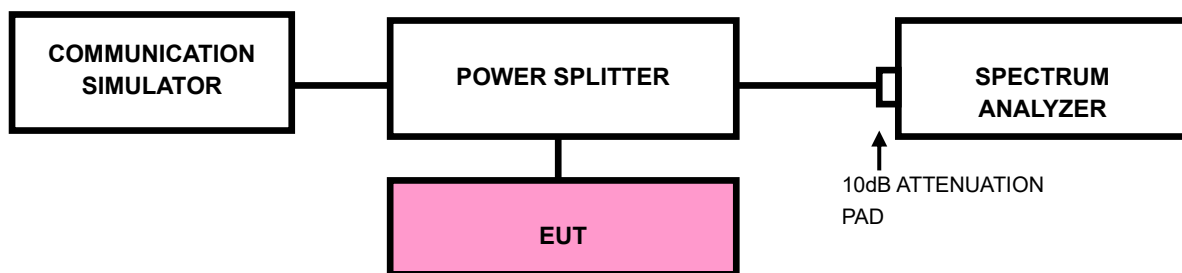 COMMUNICATION
SIMULATOR
POWER SPLITTER
SPECTRUM
ANALYZER
10dB ATTENUATION
PAD
EUT